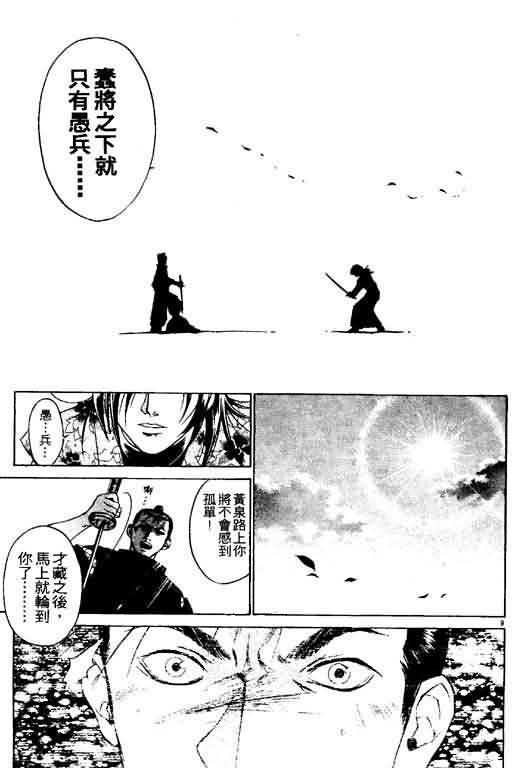 蠢將之下就
只有愚兵……
愚…
兵…
黃泉路上你
將不會感到
孤單！
才藏之後，
馬上就輪到
你了……
9